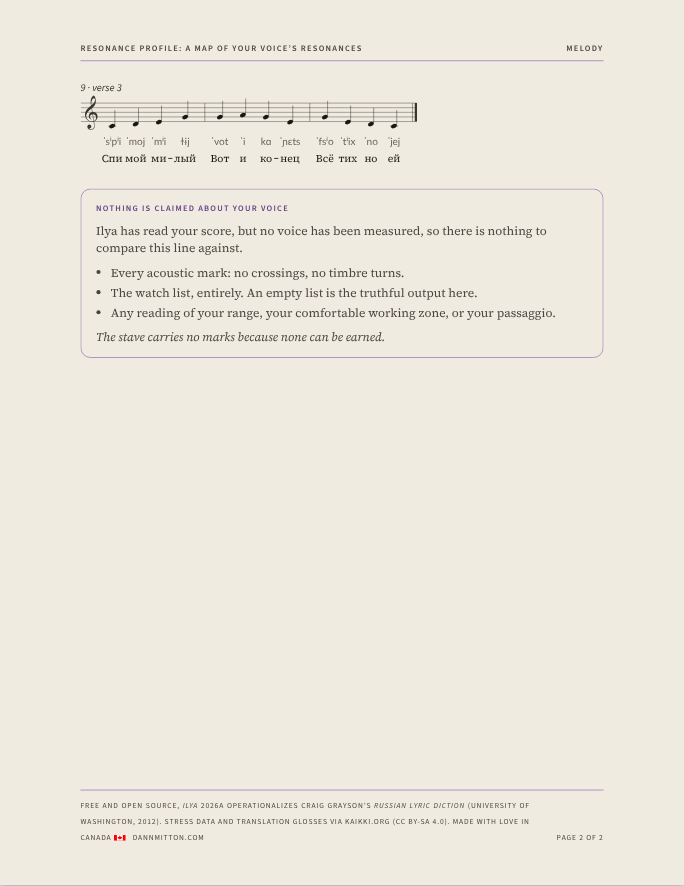 RESONANCE PROFILE: A MAP OF YOUR VOICE'S RESONANCES MELODY
9 · verse 3
ˈsʲpʲi ˈmoj ˈmʲi ɫɨj ˈvot ˈi kɑ ˈɲɛts ˈfsʲo ˈtʲix ˈno ˈjej
Спи мой ми-лый Вот и ко-нец Всё тих но ей
NOTHING IS CLAIMED ABOUT YOUR VOICE
Ilya has read your score, but no voice has been measured, so there is nothing to
compare this line against.
• Every acoustic mark: no crossings, no timbre turns.
• The watch list, entirely. An empty list is the truthful output here.
• Any reading of your range, your comfortable working zone, or your passaggio.
The stave carries no marks because none can be earned.
FREE AND OPEN SOURCE, ILYA 2026A OPERATIONALIZES CRAIG GRAYSON'S RUSSIAN LYRIC DICTION (UNIVERSITY OF
WASHINGTON, 2012). STRESS DATA AND TRANSLATION GLOSSES VIA KAIKKI.ORG (CC BY-SA 4.0). MADE WITH LOVE IN
CANADA 🇨🇦 DANNMITTON.COM PAGE 2 OF 2